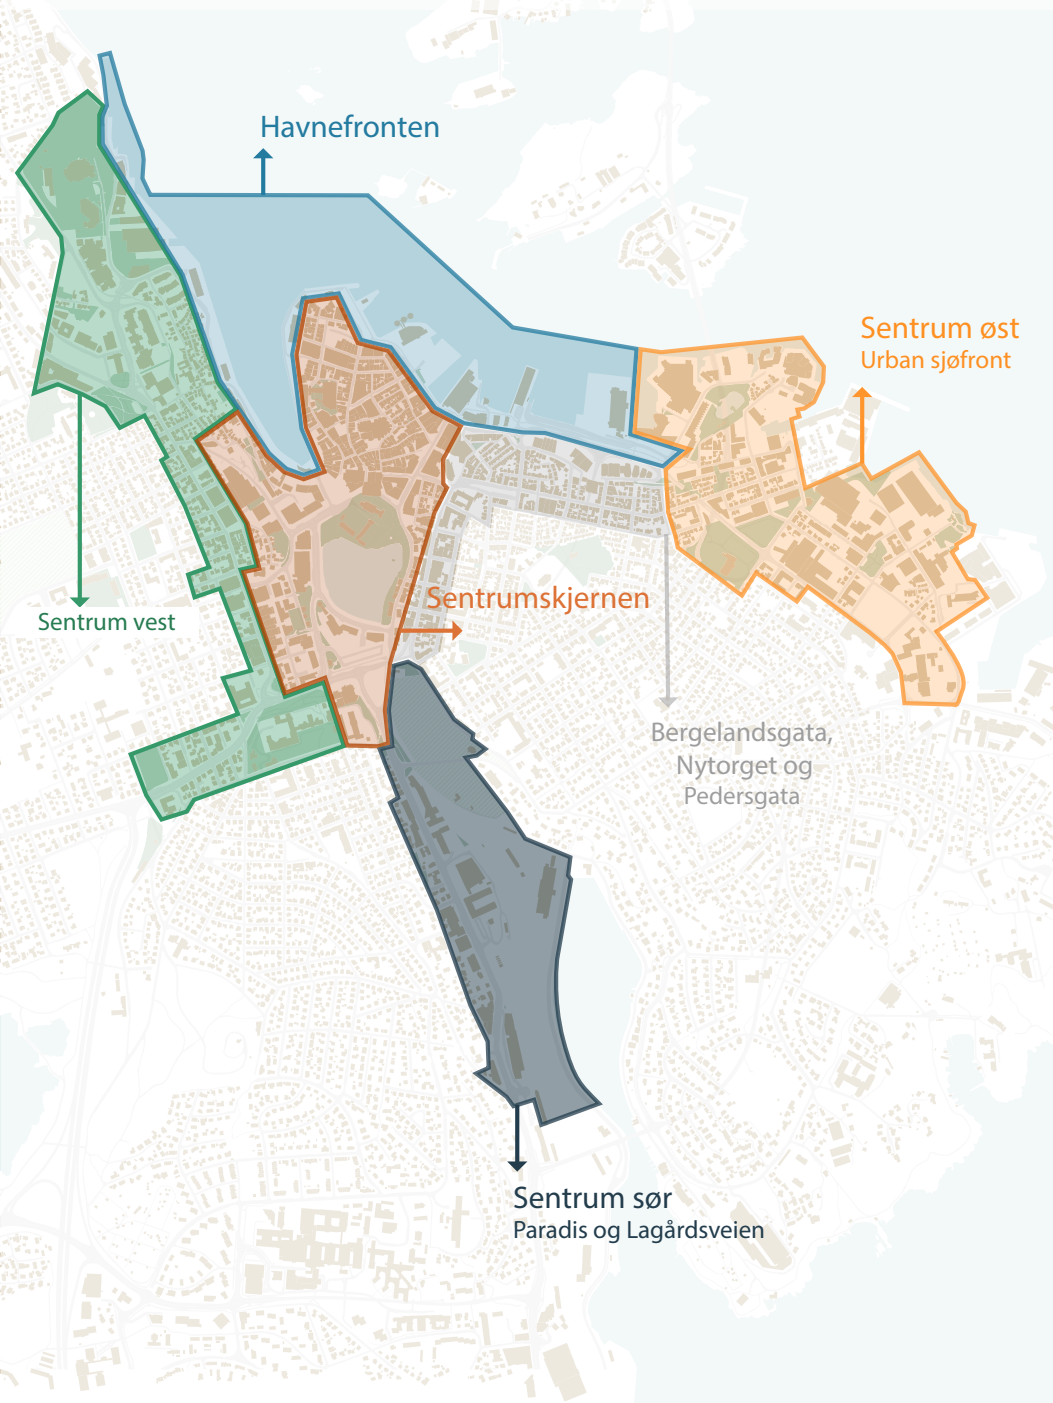 Havnefronten
Sentrum øst
Urban sjøfront
Sentrumskjernen
Sentrum vest
Bergelandsgata,
Nytorget og
Pedersgata
Sentrum sør
Paradis og Lagårdsveien